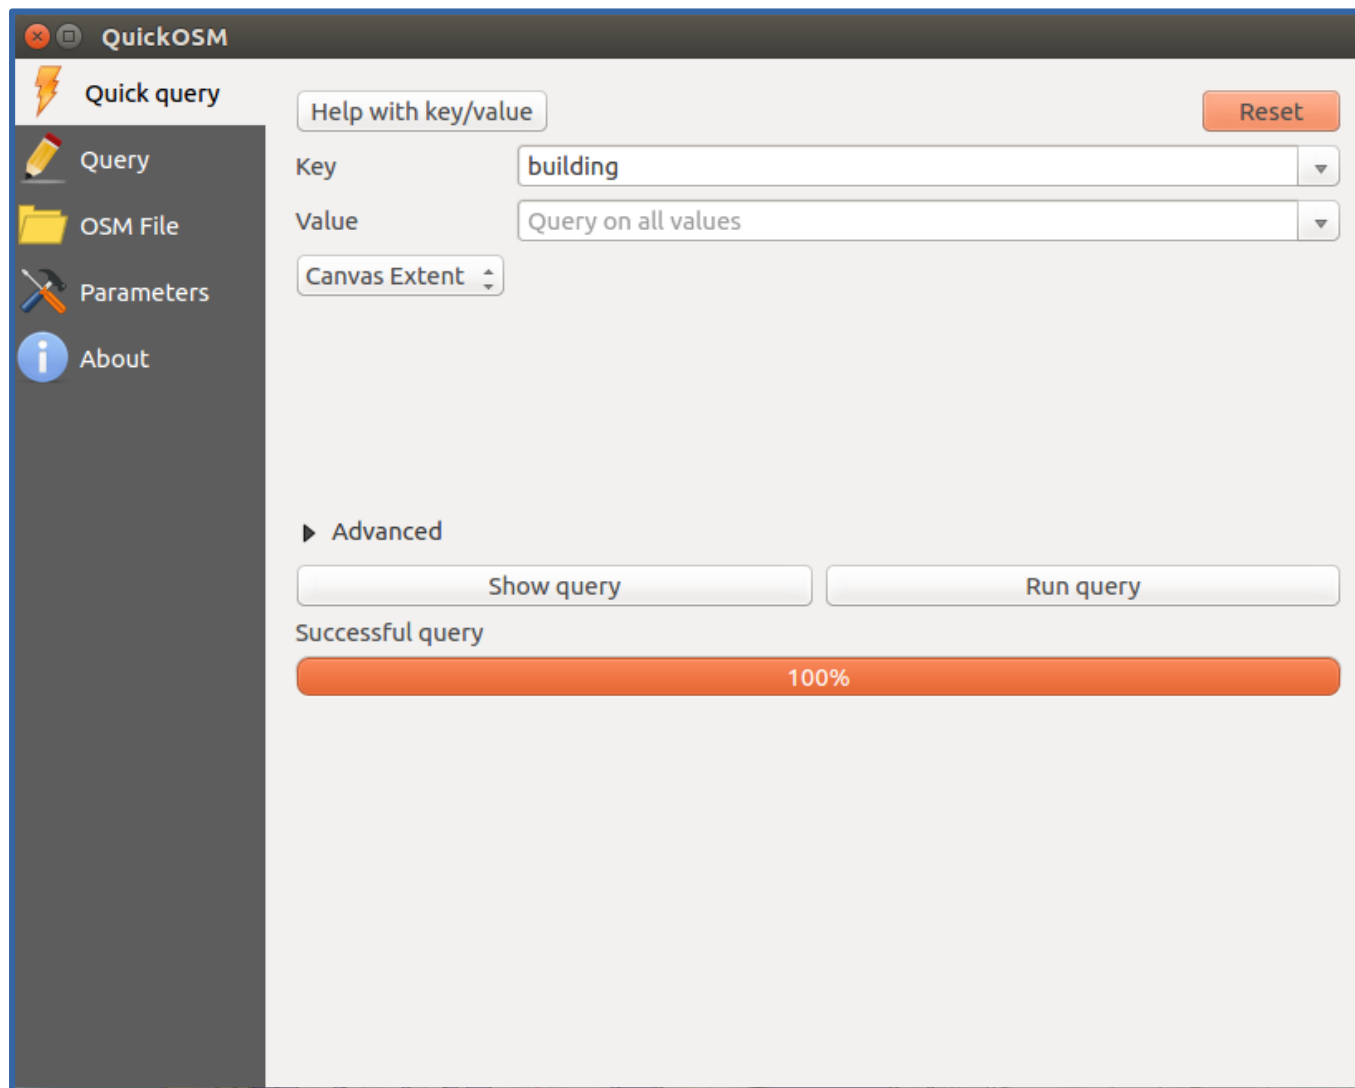 QuickOSM
Quick query
Query
OSM File
Parameters
About
Help with key/value
Reset
Key
building
Value
Query on all values
Canvas Extent
Advanced
Show query
Run query
Successful query
100%